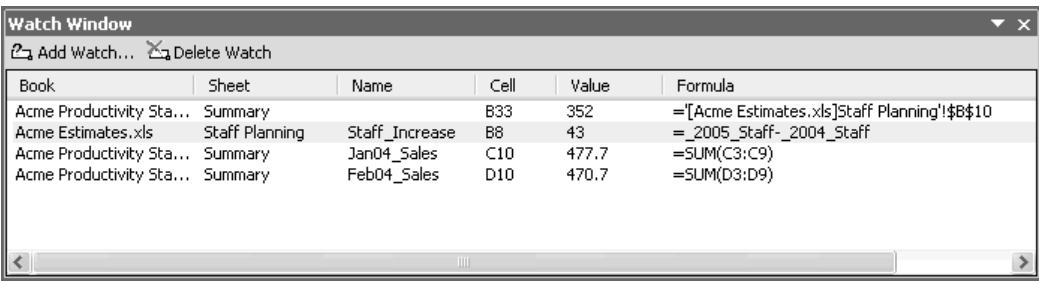 Watch Window
Add Watch... Delete Watch
Book Sheet Name Cell Value Formula
Acme Productivity Sta... Summary B33 352 ='[Acme Estimates.xls]Staff Planning'!$B$10
Acme Estimates.xls Staff Planning Staff_Increase B8 43 =_2005_Staff-_2004_Staff
Acme Productivity Sta... Summary Jan04_Sales C10 477.7 =SUM(C3:C9)
Acme Productivity Sta... Summary Feb04_Sales D10 470.7 =SUM(D3:D9)